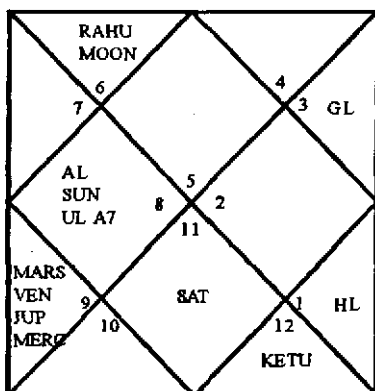 RAHU
MOON
6
7
4
3
GL
AL
SUN
UL A7
5
8
2
11
MARS
VEN
JUP
MERC
9
10
SAT
1
HL
12
KETU